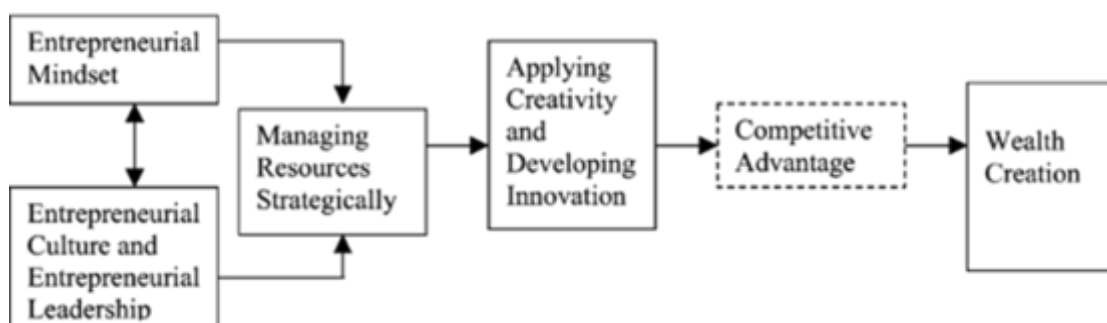 Entrepreneurial
Mindset
Entrepreneurial
Culture and
Entrepreneurial
Leadership
Managing
Resources
Strategically
Applying
Creativity
and
Developing
Innovation
Competitive
Advantage
Wealth
Creation